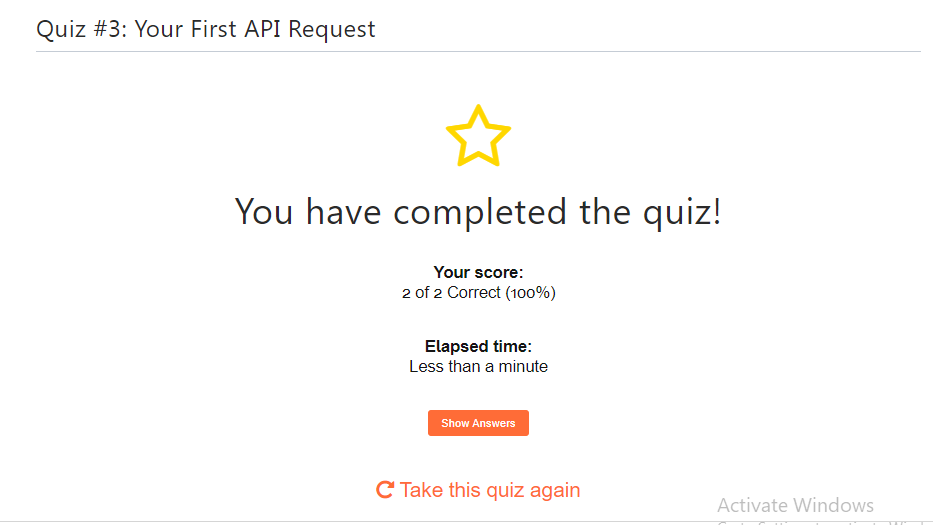 Quiz #3: Your First API Request
You have completed the quiz!
Your score:
2 of 2 Correct (100%)
Elapsed time:
Less than a minute
Show Answers
Take this quiz again
Activate Windows